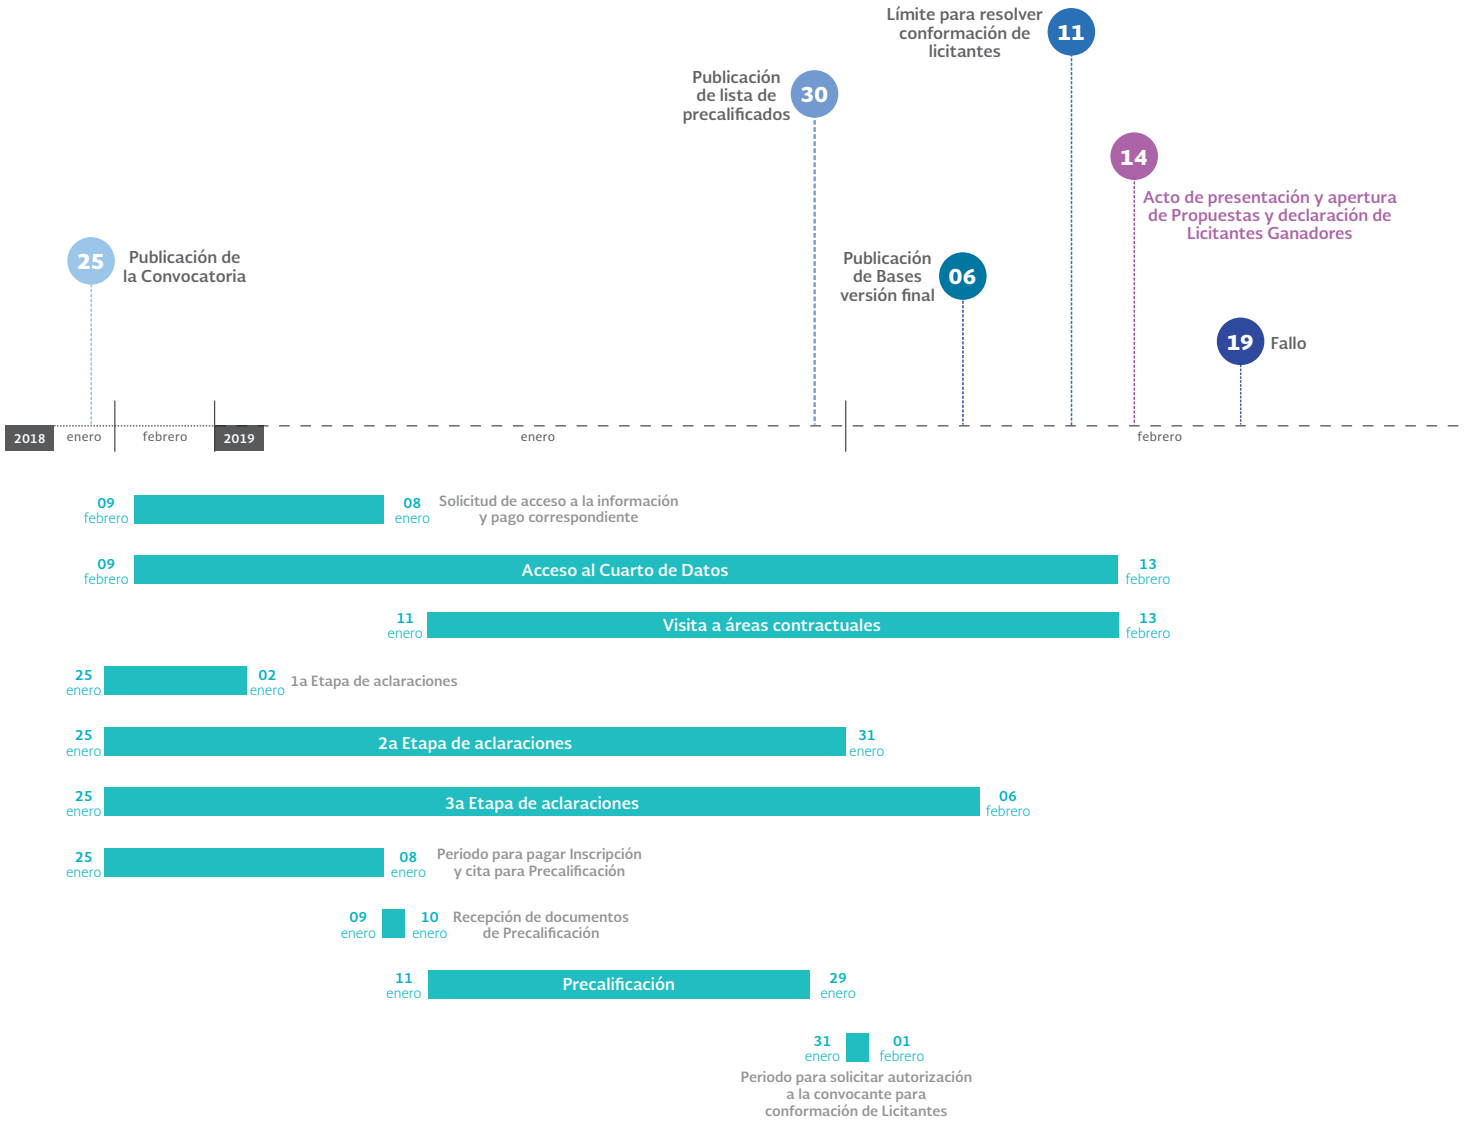 Límite para resolver
conformación de
licitantes
11
Publicación
de lista de
precalificados
30
14
Acto de presentación y apertura
de Propuestas y declaración de
Licitantes Ganadores
25
Publicación de
la Convocatoria
Publicación
de Bases
versión final
06
19
Fallo
2018
enero
febrero
2019
enero
febrero
09
febrero
08
enero
Solicitud de acceso a la información
y pago correspondiente
09
febrero
Acceso al Cuarto de Datos
13
febrero
11
enero
Visita a áreas contractuales
13
febrero
25
enero
02
enero
1a Etapa de aclaraciones
25
enero
2a Etapa de aclaraciones
31
enero
25
enero
3a Etapa de aclaraciones
06
febrero
25
enero
08
enero
Periodo para pagar Inscripción
y cita para Precalificación
09
enero
10
enero
Recepción de documentos
de Precalificación
11
enero
Precalificación
29
enero
31
enero
01
febrero
Periodo para solicitar autorización
a la convocante para
conformación de Licitantes